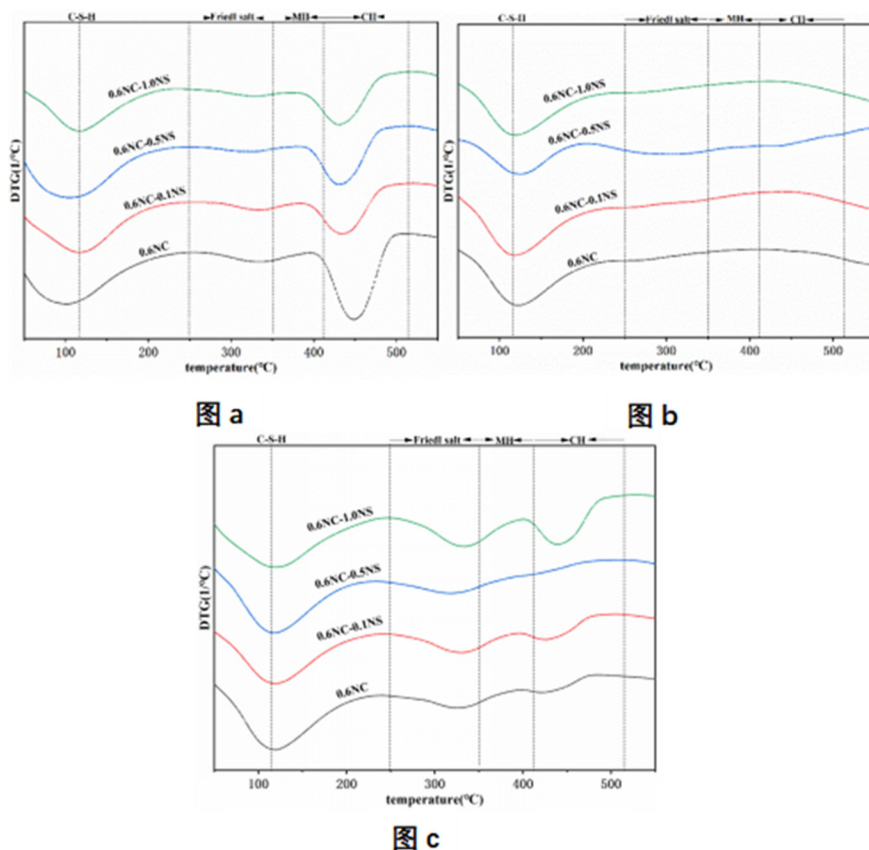 C-S-H Friedl salt MH CH
0.6NC-1.0NS
0.6NC-0.5NS
0.6NC-0.1NS
0.6NC
DTG(1/℃)
100 200 300 400 500
temperature(℃)
图 a
C-S-H Friedl salt MH CH
0.6NC-1.0NS
0.6NC-0.5NS
0.6NC-0.1NS
0.6NC
DTG(1/℃)
100 200 300 400 500
temperature(℃)
图 b
C-S-H Friedl salt MH CH
0.6NC-1.0NS
0.6NC-0.5NS
0.6NC-0.1NS
0.6NC
DTG(1/℃)
100 200 300 400 500
temperature(℃)
图 c